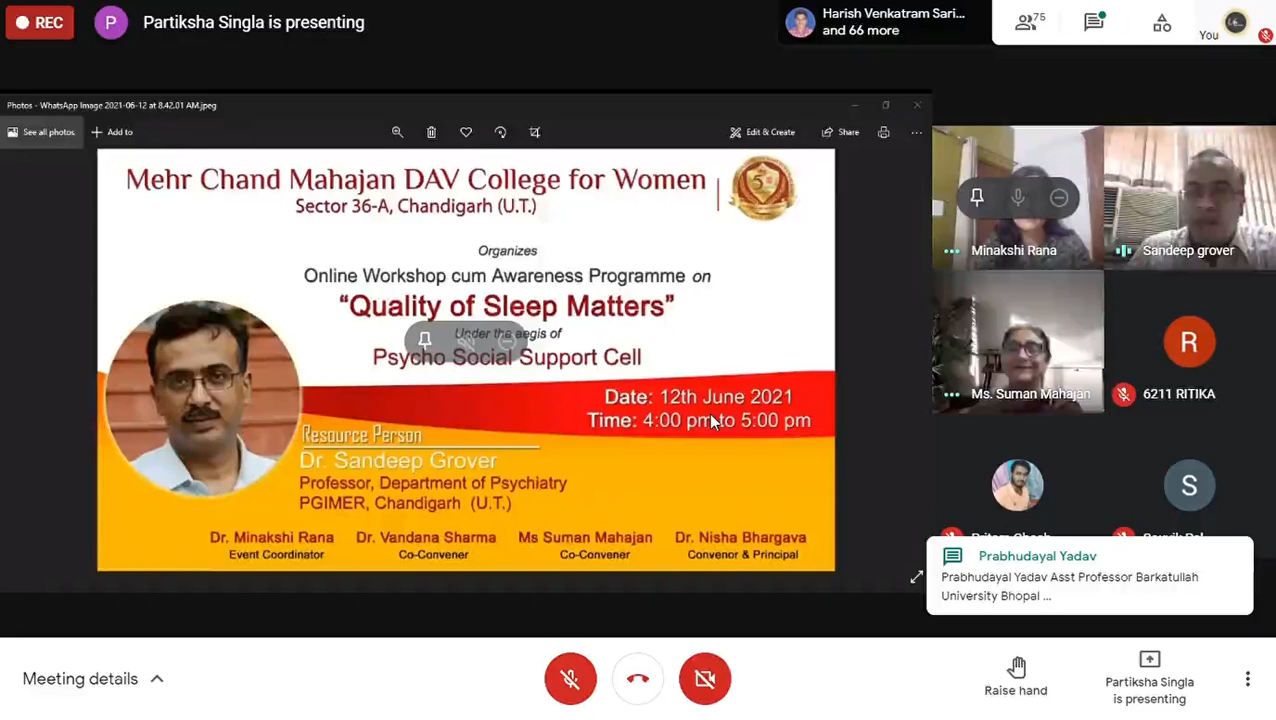 REC
P
Partiksha Singla is presenting
Harish Venkatram Sari...
and 66 more
75
You
Photos - WhatsApp Image 2021-06-12 at 8.42.01 AM.jpeg
See all photos
Add to
Edit & Create
Share
Mehr Chand Mahajan DAV College for Women
Sector 36-A, Chandigarh (U.T.)
Organizes
Online Workshop cum Awareness Programme on
“Quality of Sleep Matters”
Under the aegis of
Psycho Social Support Cell
Date: 12th June 2021
Time: 4:00 pm to 5:00 pm
Resource Person
Dr. Sandeep Grover
Professor, Department of Psychiatry
PGIMER, Chandigarh (U.T.)
Dr. Minakshi Rana
Event Coordinator
Dr. Vandana Sharma
Co-Convener
Ms Suman Mahajan
Co-Convener
Dr. Nisha Bhargava
Convenor & Principal
Minakshi Rana
Sandeep grover
Ms. Suman Mahajan
R
6211 RITIKA
S
Prabhudayal Yadav
Prabhudayal Yadav Asst Professor Barkatullah
University Bhopal ...
Meeting details
Raise hand
Partiksha Singla
is presenting